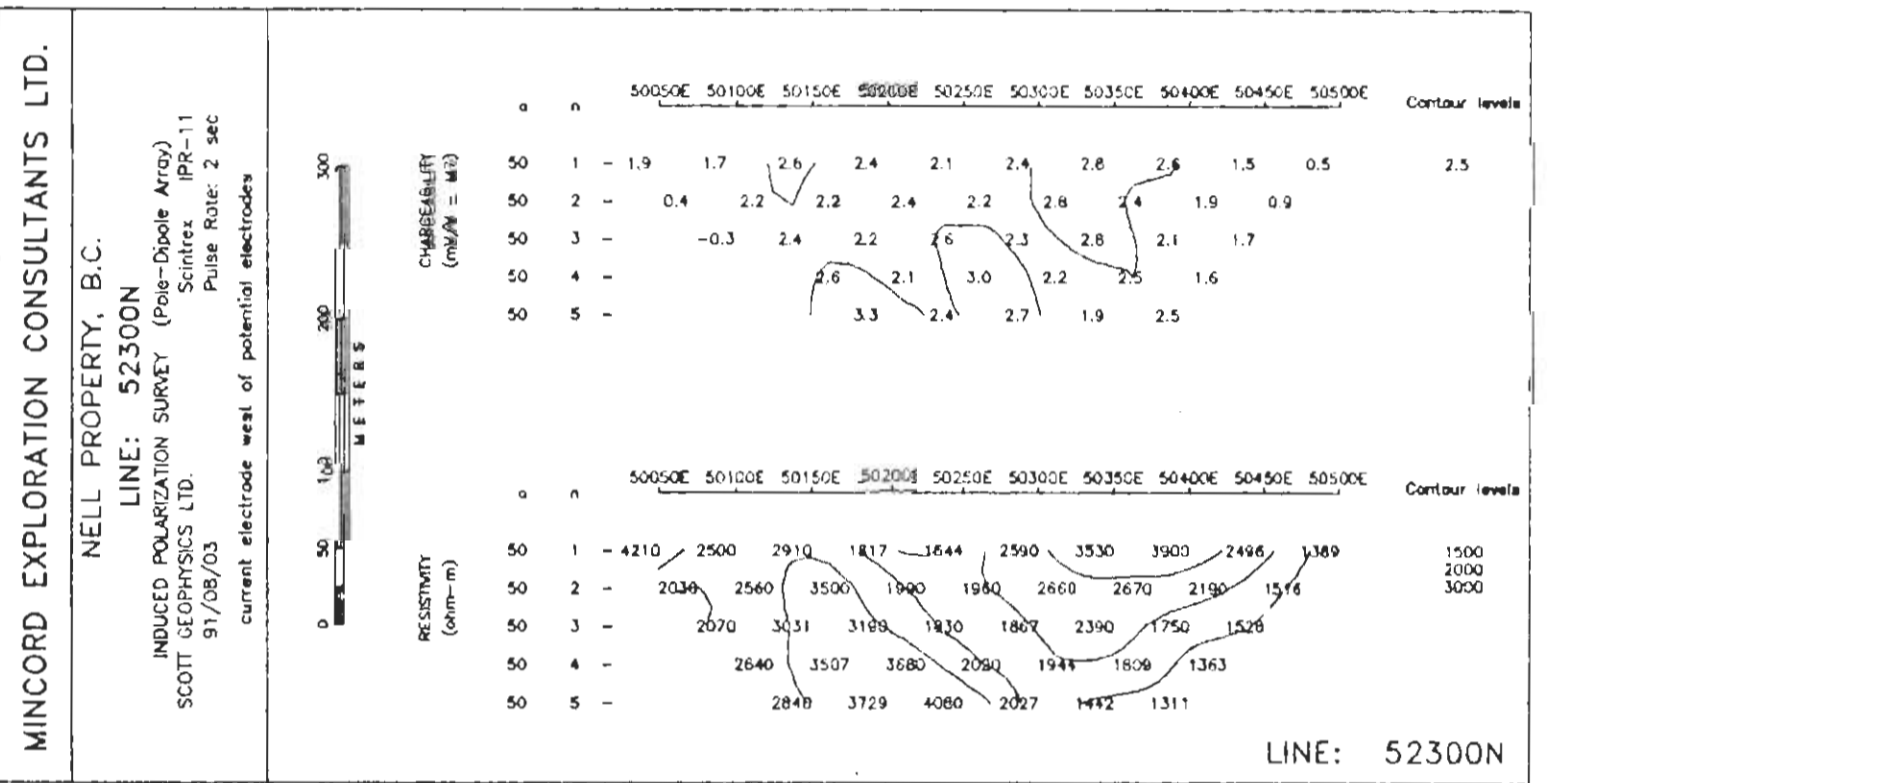 MINCORD EXPLORATION CONSULTANTS LTD.
NELL PROPERTY, B.C.
LINE: 52300N
INDUCED POLARIZATION SURVEY (Pole-Dipole Array)
SCOTT GEOPHYSICS LTD. Scintrex IPR-11
91/08/03 Pulse Rate: 2 sec
current electrode west of potential electrodes
0 50 100 200 300
METERS
CHARGEABILITY
50050E 50100E 50150E 50200E 50250E 50300E 50350E 50400E 50450E 50500E
a n Contour levels
50 1 - 1.9 1.7 2.6 2.4 2.1 2.4 2.8 2.6 1.5 0.5 2.5
50 2 - 0.4 2.2 2.2 2.4 2.2 2.8 2.4 1.9 0.9
50 3 - -0.3 2.4 2.2 2.6 2.3 2.8 2.1 1.7
50 4 - 2.6 2.1 3.0 2.2 2.5 1.6
50 5 - 3.3 2.4 2.7 1.9 2.5
RESISTIVITY
(ohm-m)
50050E 50100E 50150E 50200E 50250E 50300E 50350E 50400E 50450E 50500E
a n Contour levels
50 1 - 4210 2500 2910 1817 1644 2590 3530 3900 2496 1389 1500
2000
50 2 - 2030 2560 3500 1900 1960 2660 2670 2190 1516 3000
50 3 - 2070 3031 3199 1930 1867 2390 1750 1528
50 4 - 2640 3507 3680 2090 1944 1809 1363
50 5 - 2848 3729 4080 2027 1442 1311
LINE: 52300N